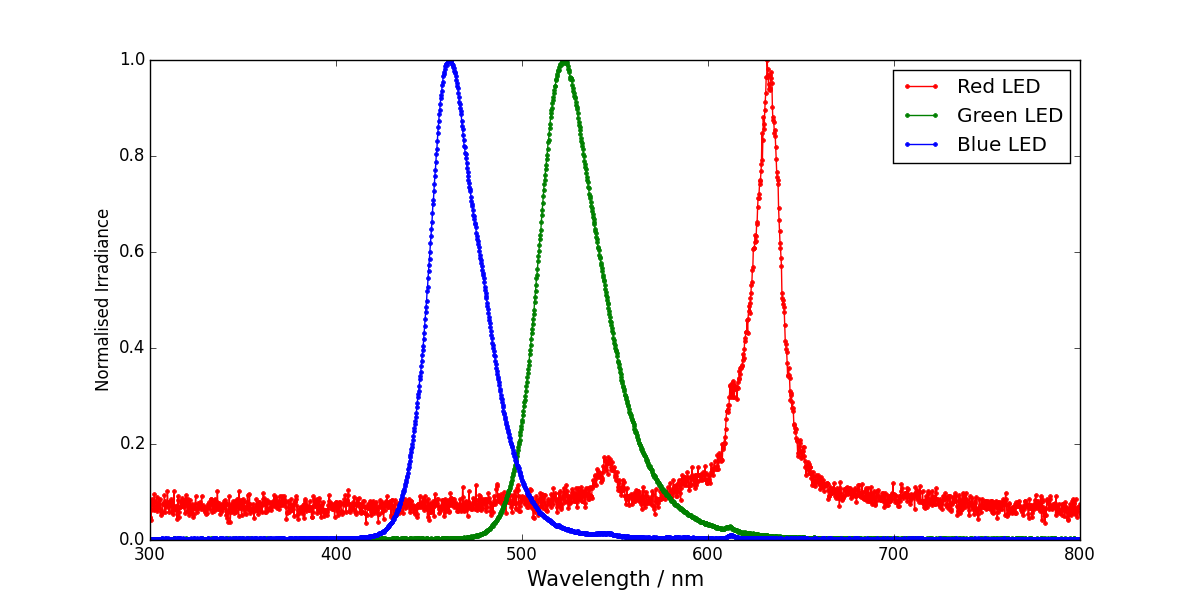 1.0
0.8
0.6
0.4
0.2
0.0
Normalised Irradiance
Red LED
Green LED
Blue LED
300 400 500 600 700 800
Wavelength / nm